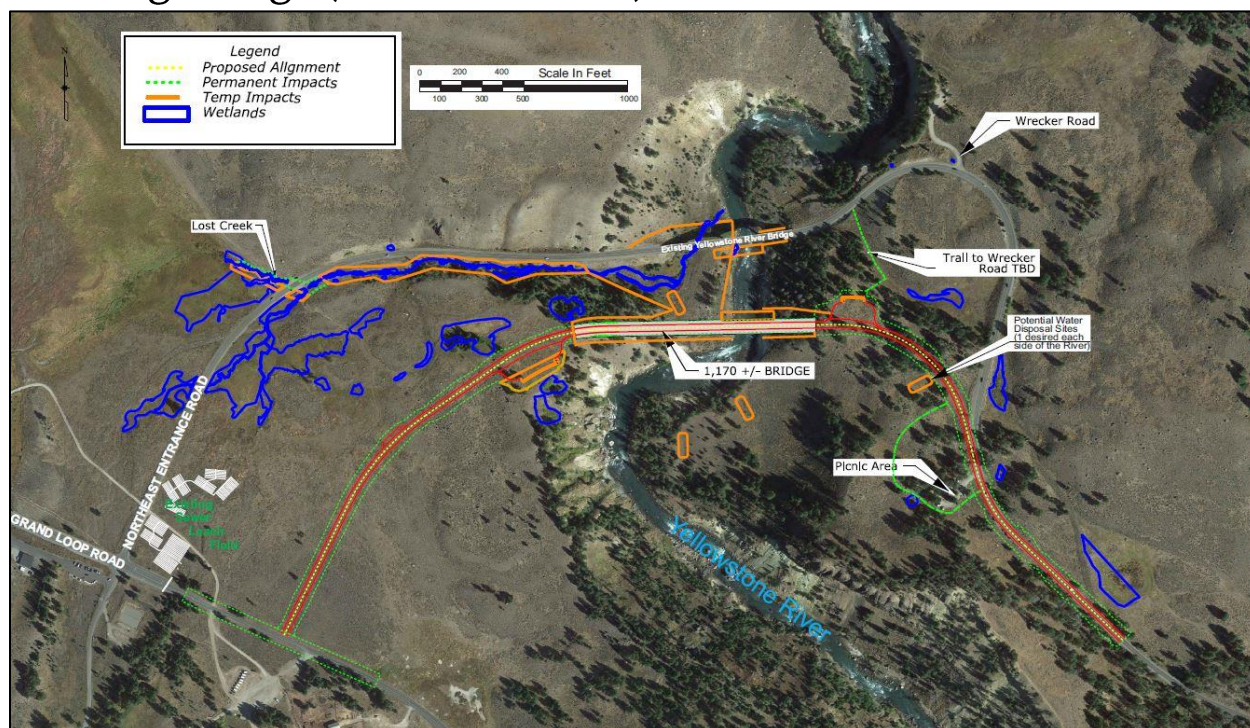 Legend
Proposed Alignment
Permanent Impacts
Temp Impacts
Wetlands
0 200 400 Scale In Feet
100 300 500 1000
N
Wrecker Road
Lost Creek
Existing Yellowstone River Bridge
Trail to Wrecker
Road TBD
Potential Water
Disposal Sites
(1 desired each
side of the River)
1,170 +/- BRIDGE
NORTHEAST ENTRANCE ROAD
Picnic Area
Existing
Sewer
Leach
Field
GRAND LOOP ROAD
Yellowstone River